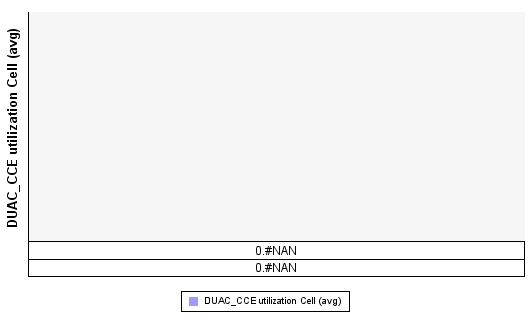 DUAC_CCE utilization Cell (avg)
0.#NAN
0.#NAN
DUAC_CCE utilization Cell (avg)